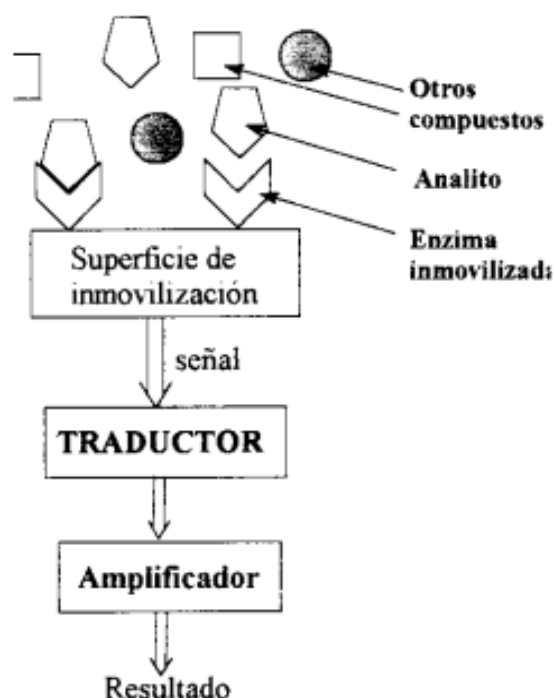 Otros
compuestos
Analito
Enzima
inmovilizada
Superficie de
inmovilización
señal
TRADUCTOR
Amplificador
Resultado